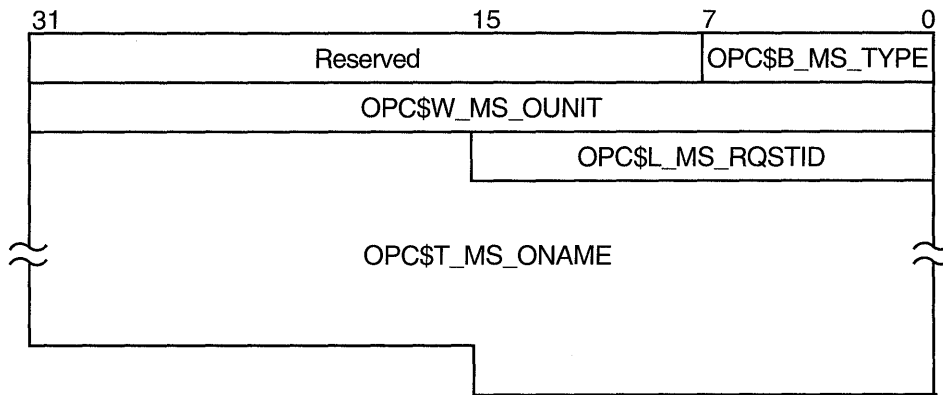 31 15 7 0
Reserved OPC$B_MS_TYPE
OPC$W_MS_OUNIT
OPC$L_MS_RQSTID
OPC$T_MS_ONAME